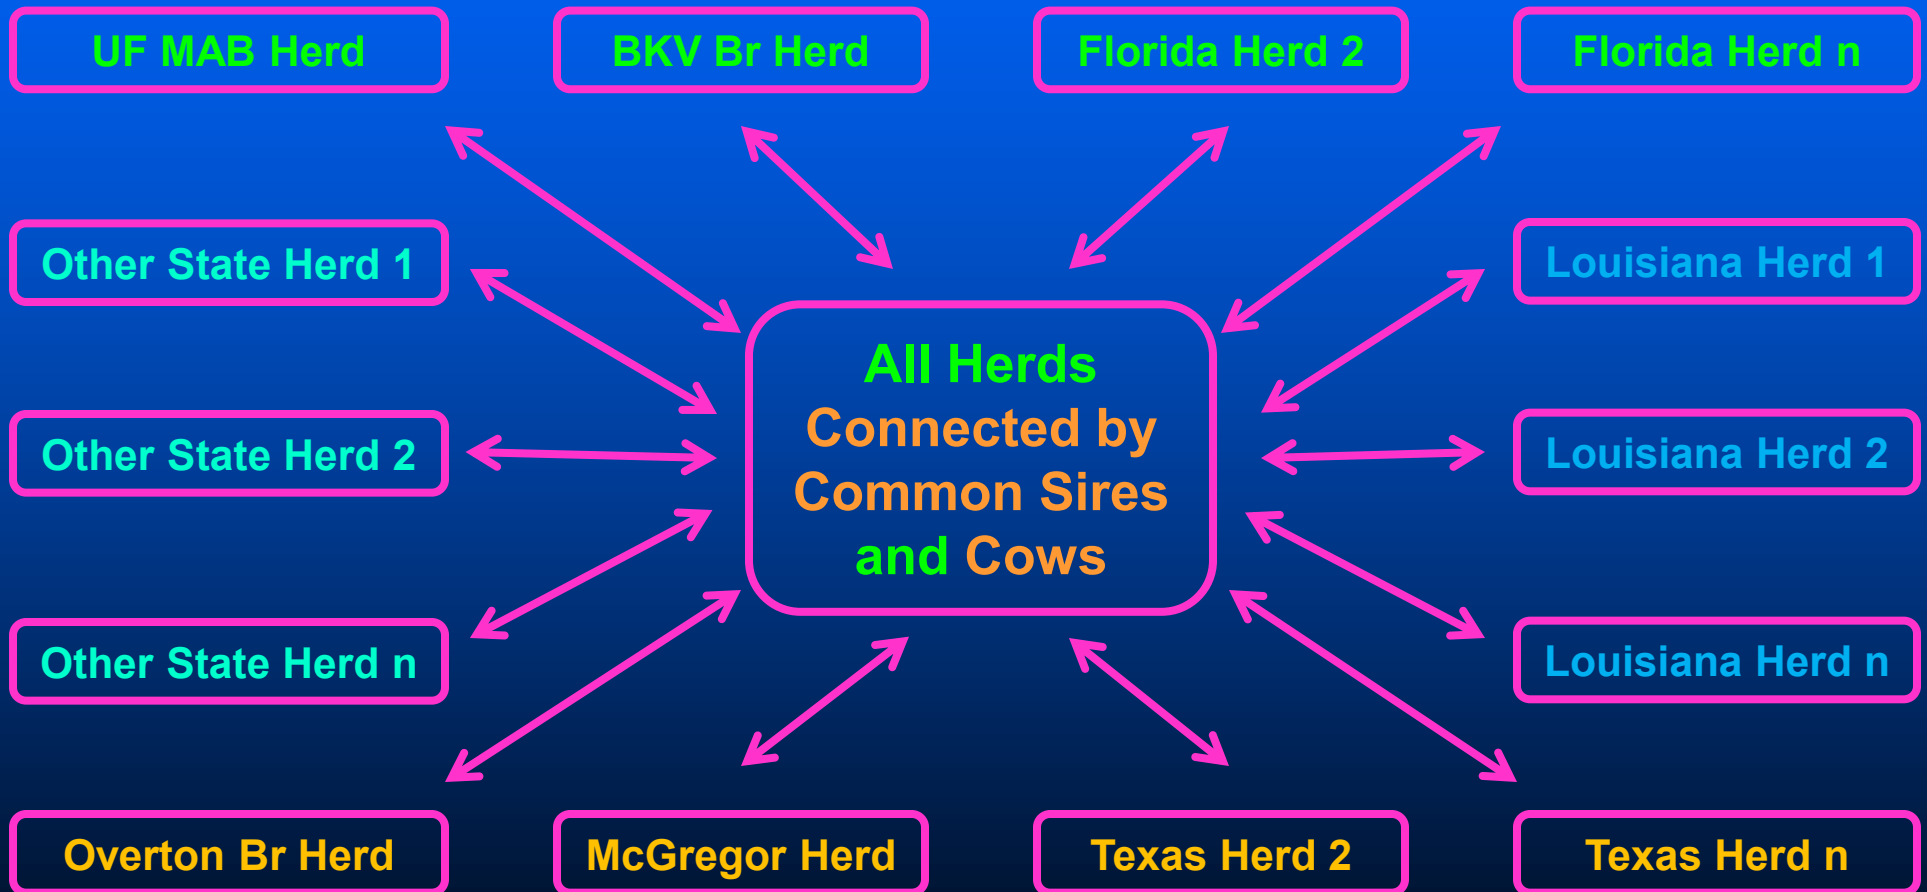 UF MAB Herd
BKV Br Herd
Florida Herd 2
Florida Herd n
Other State Herd 1
Louisiana Herd 1
All Herds
Connected by
Common Sires
and Cows
Other State Herd 2
Louisiana Herd 2
Other State Herd n
Louisiana Herd n
Overton Br Herd
McGregor Herd
Texas Herd 2
Texas Herd n